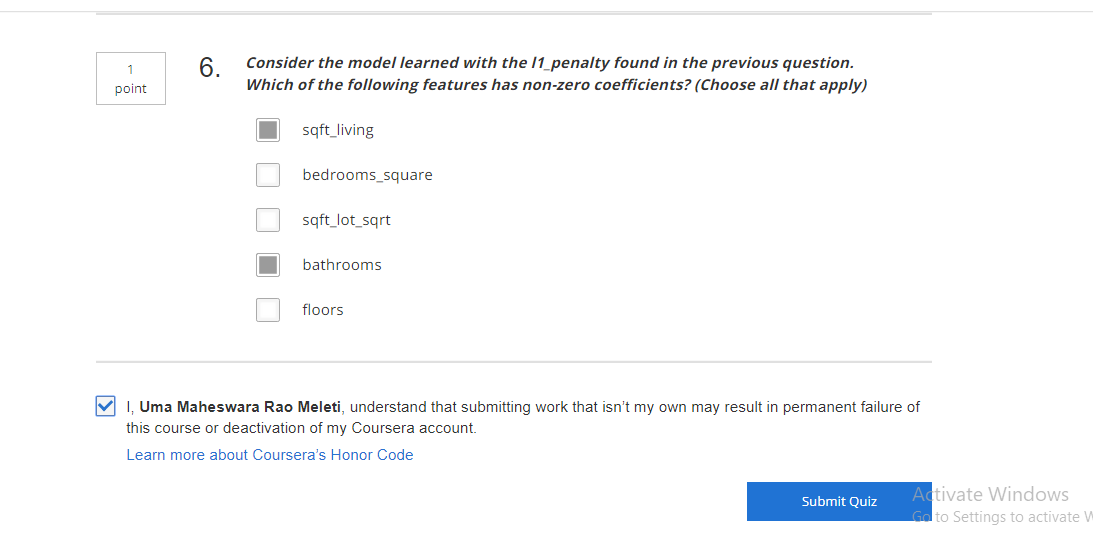 1
point
6.
Consider the model learned with the l1_penalty found in the previous question.
Which of the following features has non-zero coefficients? (Choose all that apply)
sqft_living
bedrooms_square
sqft_lot_sqrt
bathrooms
floors
I, Uma Maheswara Rao Meleti, understand that submitting work that isn't my own may result in permanent failure of
this course or deactivation of my Coursera account.
Learn more about Coursera's Honor Code
Submit Quiz
Activate Windows
Go to Settings to activate W